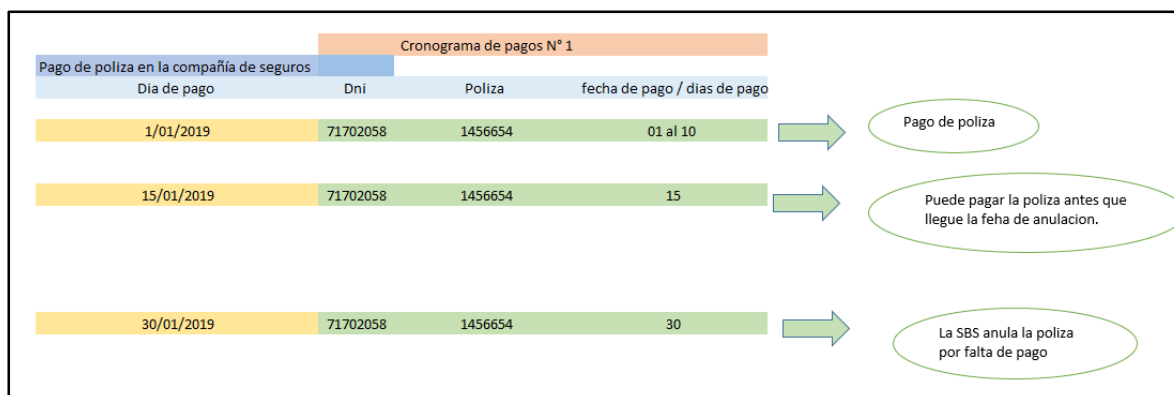 Cronograma de pagos N° 1
Pago de poliza en la compañía de seguros
Dia de pago Dni Poliza fecha de pago / dias de pago
1/01/2019 71702058 1456654 01 al 10
Pago de poliza
15/01/2019 71702058 1456654 15
Puede pagar la poliza antes que
llegue la feha de anulacion.
30/01/2019 71702058 1456654 30
La SBS anula la poliza
por falta de pago